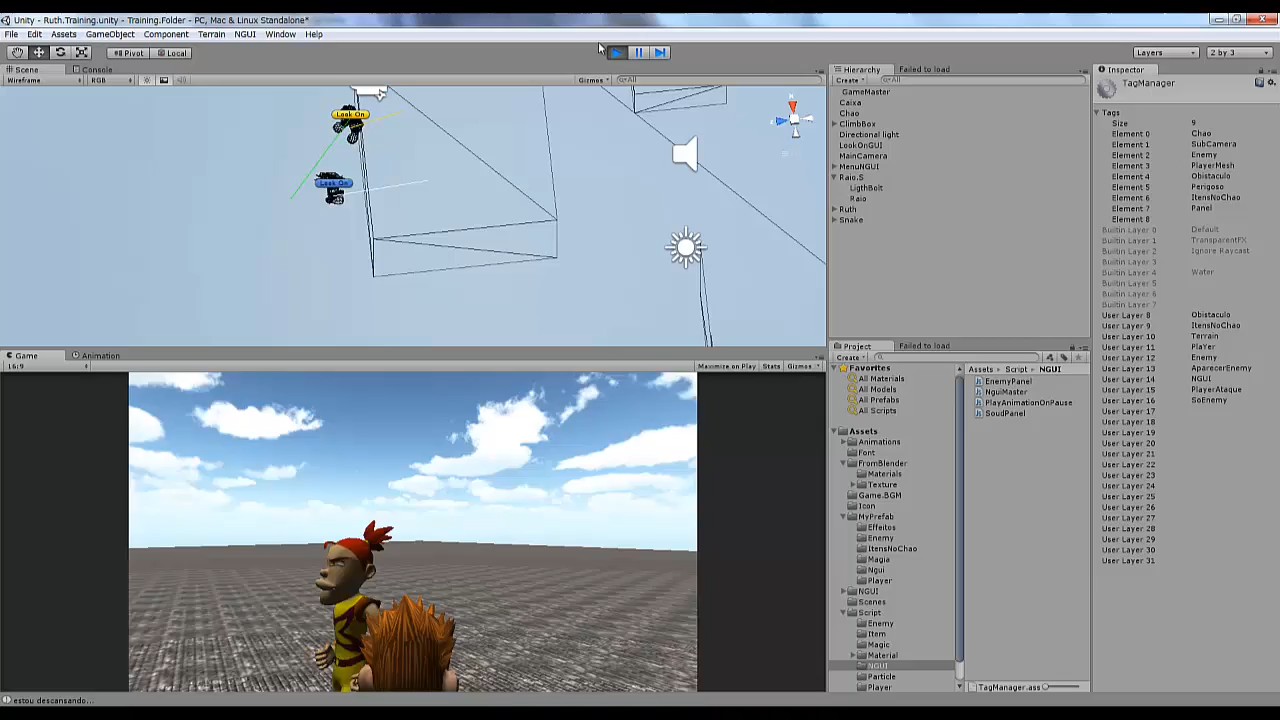 Unity - Ruth.Training.unity - Training.Folder - PC, Mac & Linux Standalone*
File Edit Assets GameObject Component Terrain NGUI Window Help
Pivot Local Layers 2 by 3
Scene Console
Wireframe RGB Gizmos All
Look On
Look On
Game Animation
16:9 Maximize on Play Stats Gizmos
estou descansando...
Hierarchy Failed to load
Create All
GameMaster
Caixa
Chao
ClimbBox
Directional light
LookOnGUI
MainCamera
MenuNGUI
Raio.S
LigthBolt
Raio
Ruth
Snake
Project Failed to load
Create
Favorites
All Materials
All Models
All Prefabs
All Scripts
Assets
Animations
Font
FromBlender
Materials
Texture
Game.BGM
Icon
MyPrefab
Effeitos
Enemy
ItensNoChao
Magia
Ngui
Player
NGUI
Scenes
Script
Enemy
Item
Magic
Material
NGUI
Particle
Player
Assets Script NGUI
EnemyPanel
NguiMaster
PlayAnimationOnPause
SoudPanel
TagManager.ass
Inspector
TagManager
Tags
Size 9
Element 0 Chao
Element 1 SubCamera
Element 2 Enemy
Element 3 PlayerMesh
Element 4 Obistaculo
Element 5 Perigoso
Element 6 ItensNoChao
Element 7 Panel
Element 8
Builtin Layer 0 Default
Builtin Layer 1 TransparentFX
Builtin Layer 2 Ignore Raycast
Builtin Layer 3
Builtin Layer 4 Water
Builtin Layer 5
Builtin Layer 6
Builtin Layer 7
User Layer 8 Obistaculo
User Layer 9 ItensNoChao
User Layer 10 Terrain
User Layer 11 PlaYer
User Layer 12 Enemy
User Layer 13 AparecerEnemy
User Layer 14 NGUI
User Layer 15 PlayerAtaque
User Layer 16 SoEnemy
User Layer 17
User Layer 18
User Layer 19
User Layer 20
User Layer 21
User Layer 22
User Layer 23
User Layer 24
User Layer 25
User Layer 26
User Layer 27
User Layer 28
User Layer 29
User Layer 30
User Layer 31